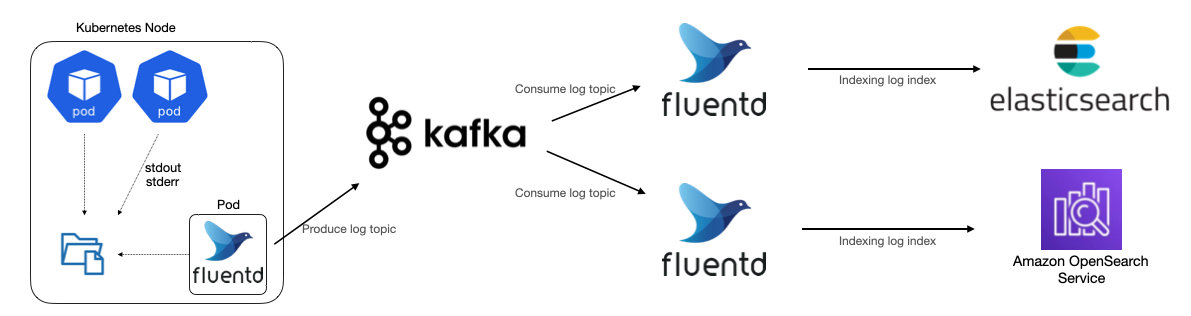 Kubernetes Node
pod
pod
stdout
stderr
Pod
fluentd
Produce log topic
kafka
Consume log topic
Consume log topic
fluentd
fluentd
Indexing log index
Indexing log index
elasticsearch
Amazon OpenSearch
Service